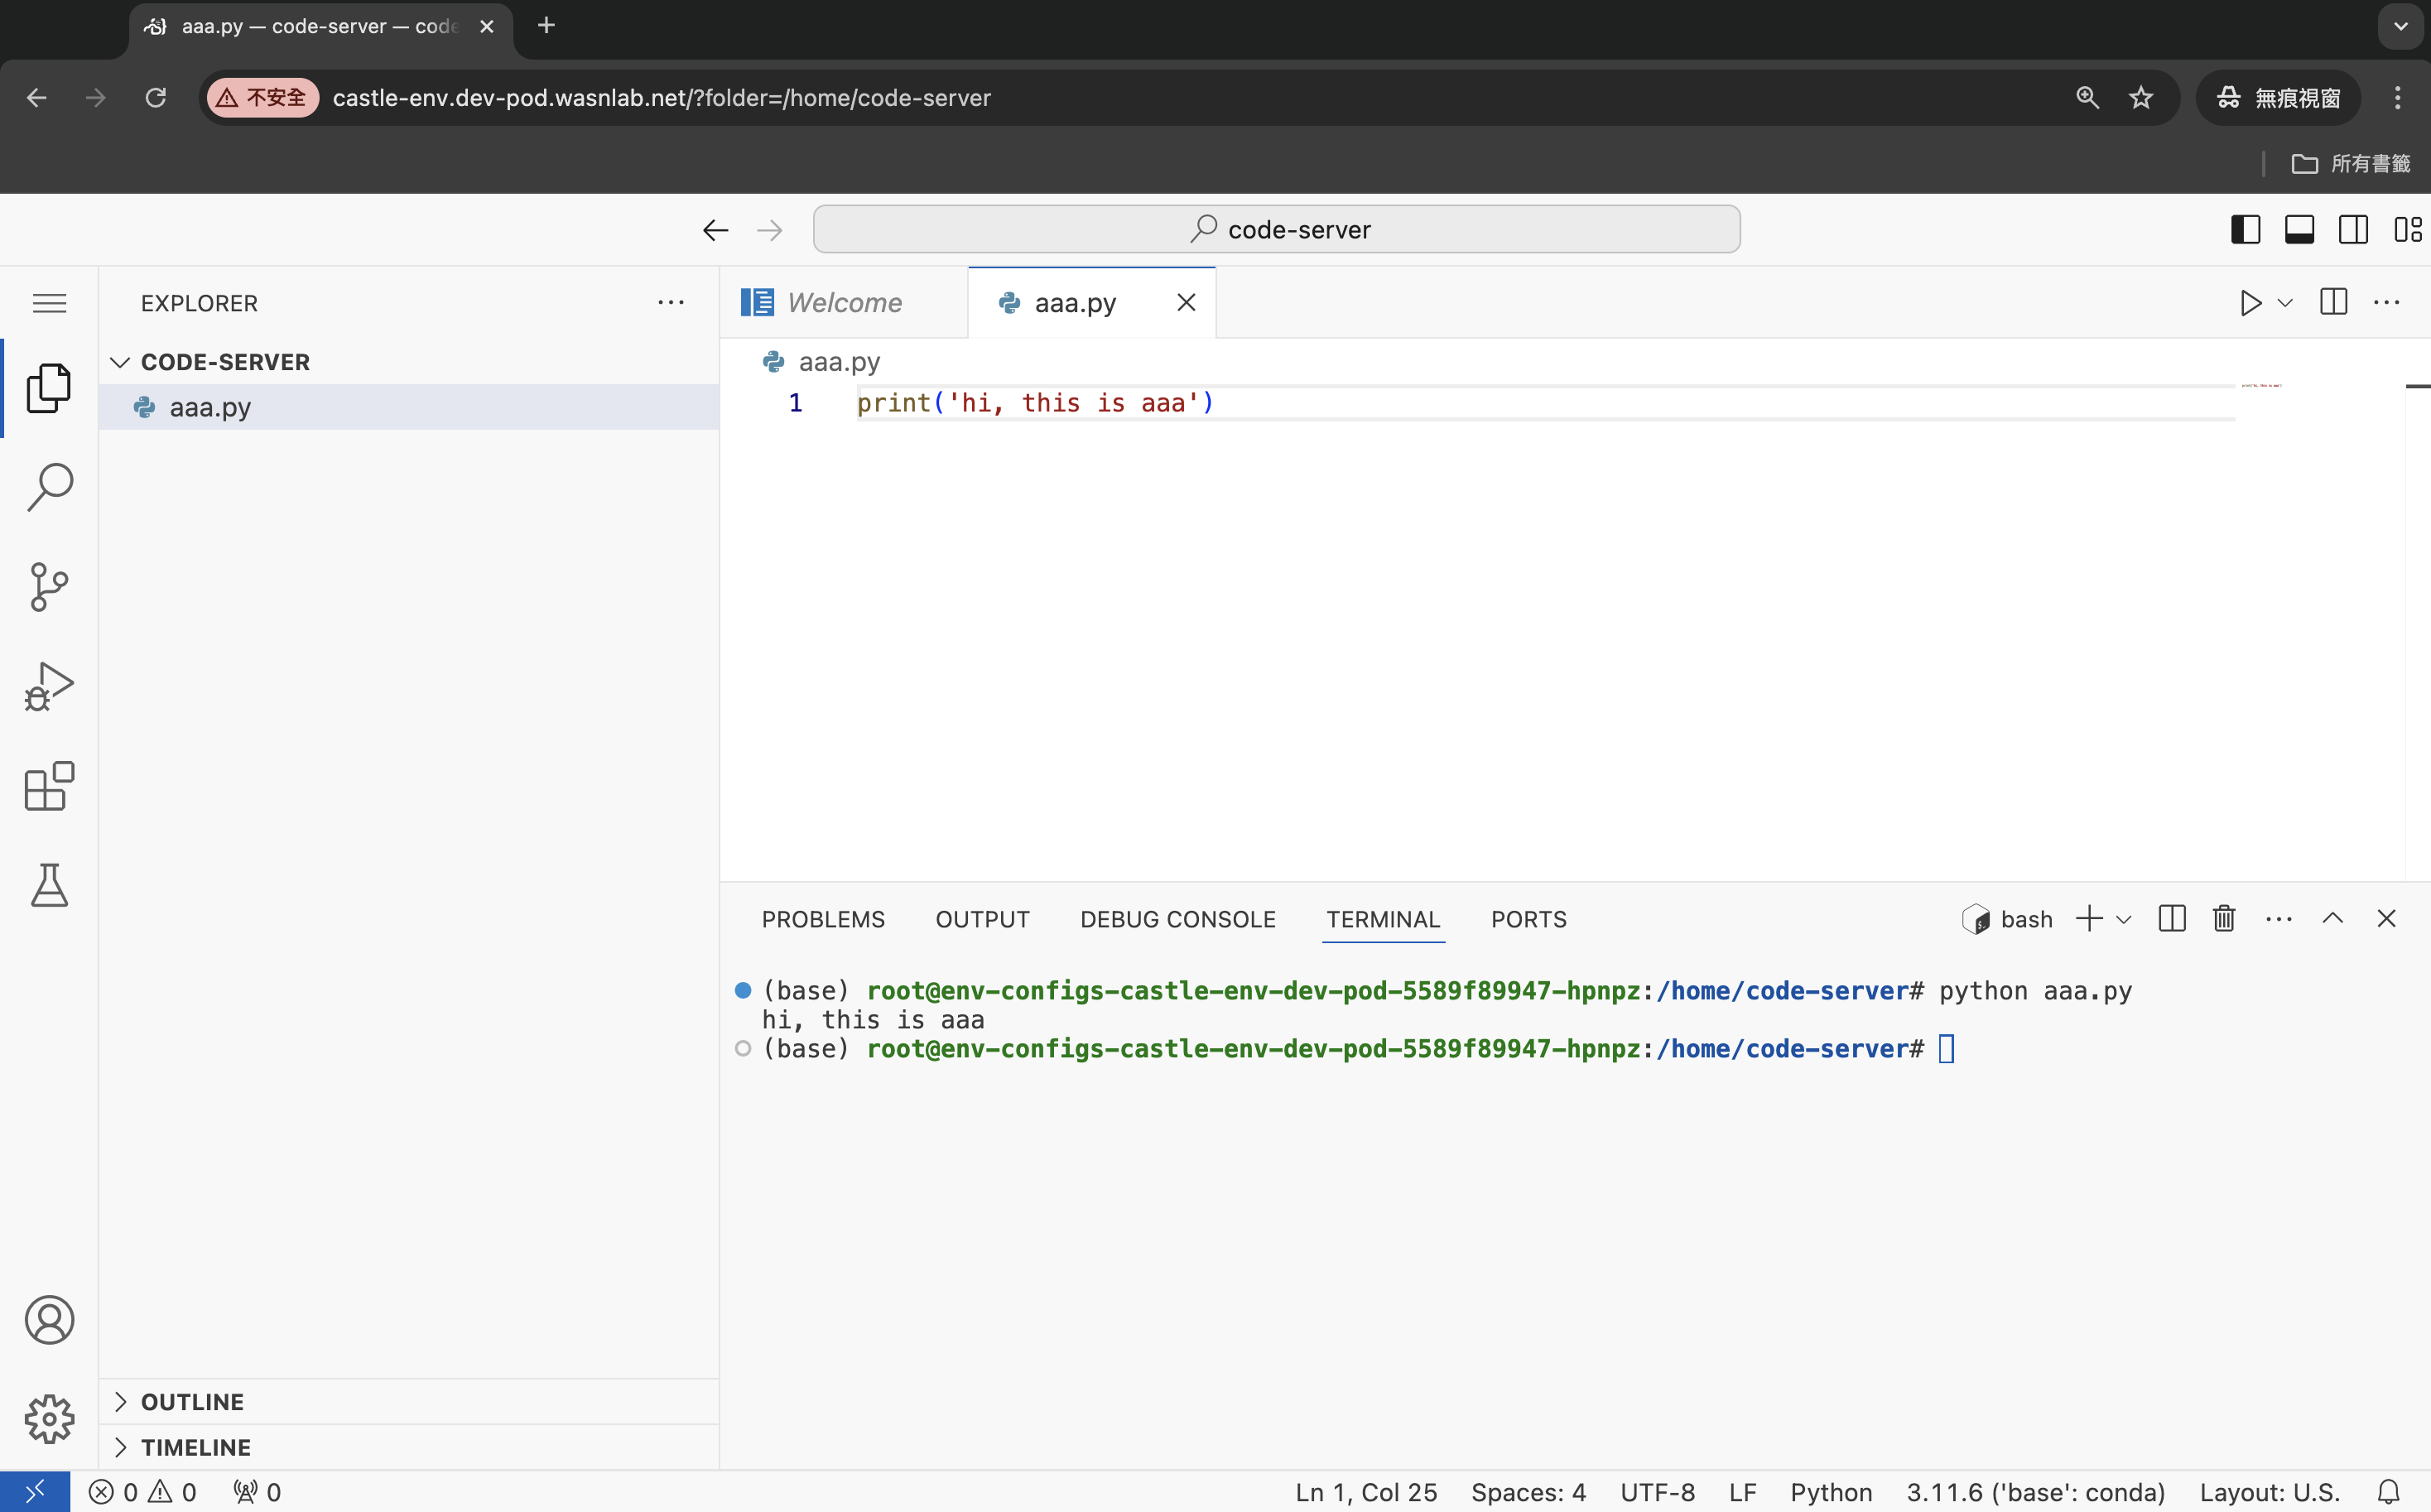 aaa.py — code-server — code
不安全 castle-env.dev-pod.wasnlab.net/?folder=/home/code-server 無痕視窗
所有書籤
code-server
EXPLORER
Welcome aaa.py
CODE-SERVER
aaa.py
aaa.py
1 print('hi, this is aaa')
PROBLEMS OUTPUT DEBUG CONSOLE TERMINAL PORTS bash
(base) root@env-configs-castle-env-dev-pod-5589f89947-hpnpz:/home/code-server# python aaa.py
hi, this is aaa
(base) root@env-configs-castle-env-dev-pod-5589f89947-hpnpz:/home/code-server#
OUTLINE
TIMELINE
0 0 0 Ln 1, Col 25 Spaces: 4 UTF-8 LF Python 3.11.6 ('base': conda) Layout: U.S.